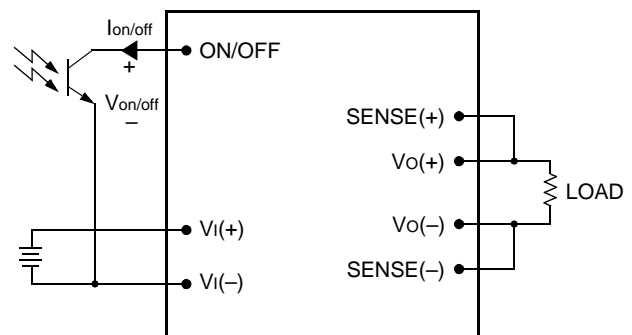 Ion/off
+
ON/OFF
Von/off
–
SENSE(+)
VO(+)
LOAD
VI(+)
VO(–)
VI(–)
SENSE(–)